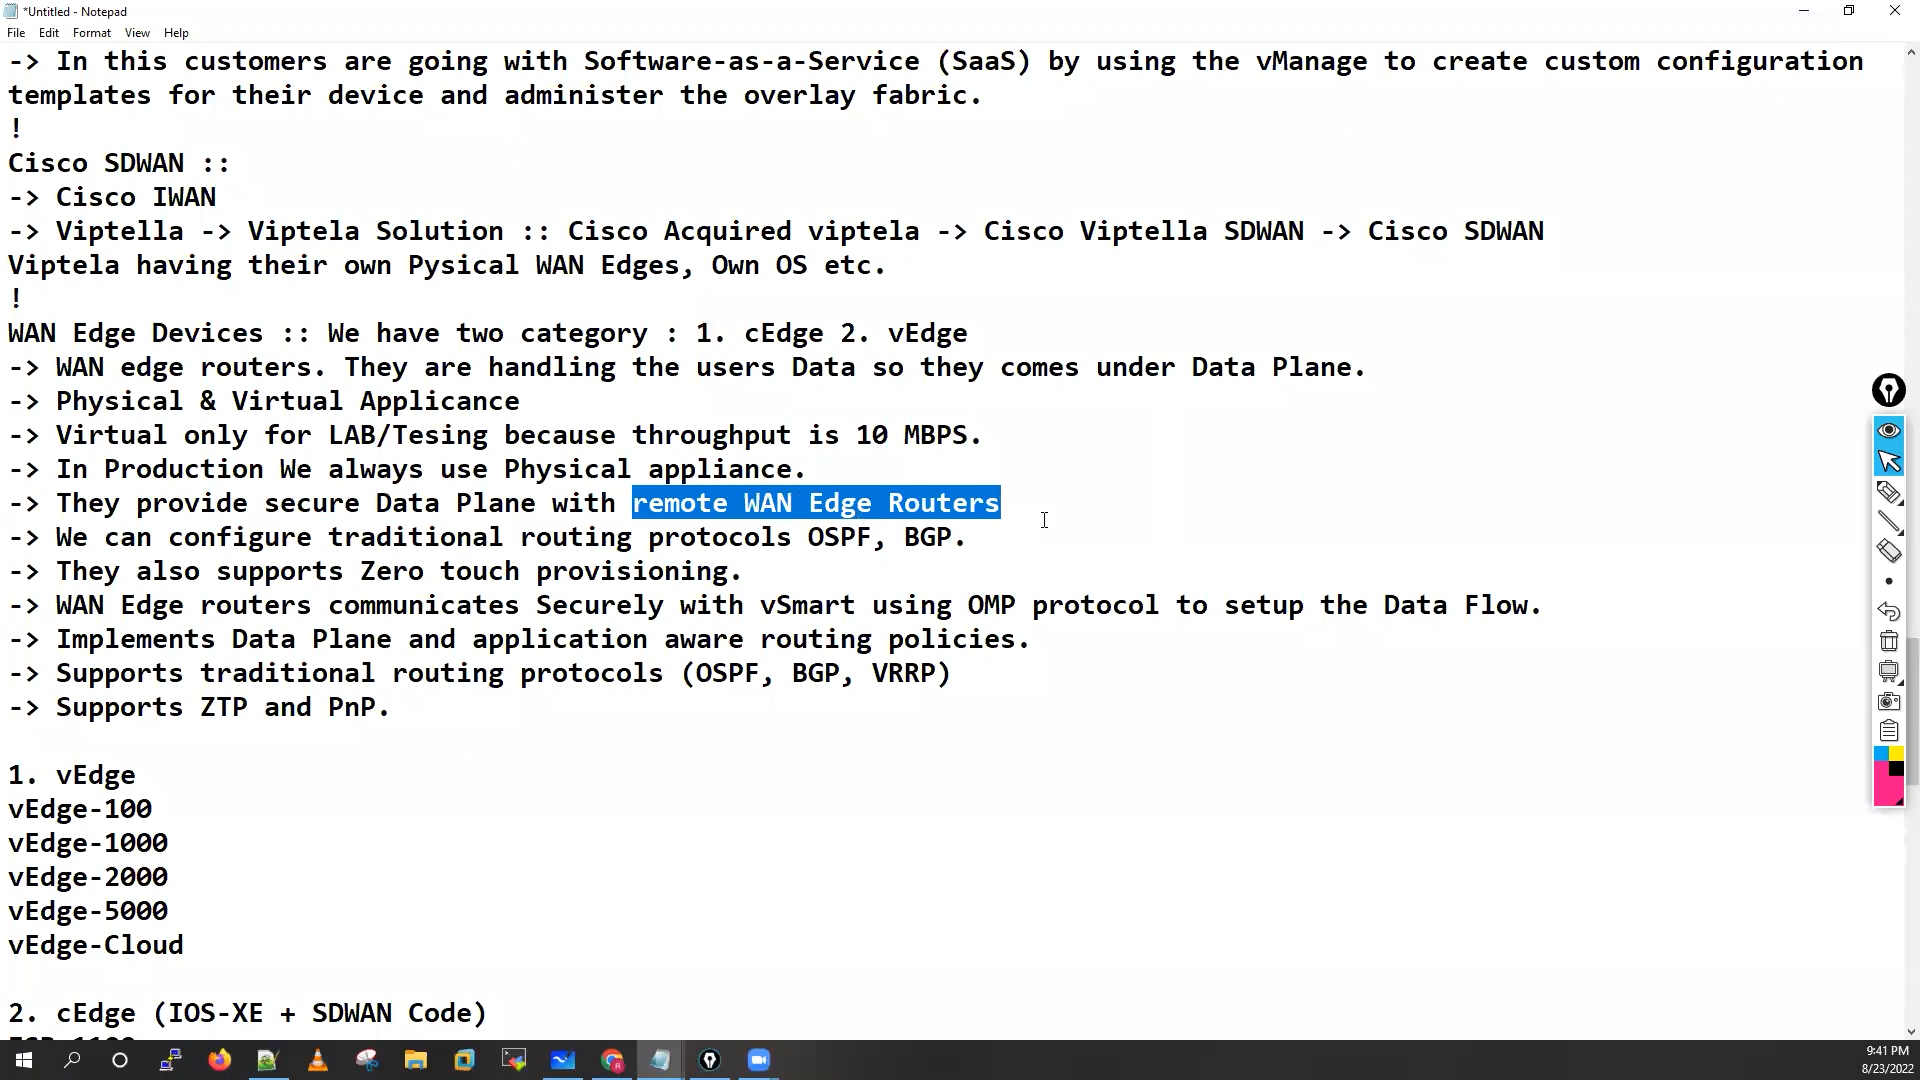 *Untitled - Notepad
File Edit Format View Help
-> In this customers are going with Software-as-a-Service (SaaS) by using the vManage to create custom configuration
templates for their device and administer the overlay fabric.
!
Cisco SDWAN ::
-> Cisco IWAN
-> Viptella -> Viptela Solution :: Cisco Acquired viptela -> Cisco Viptella SDWAN -> Cisco SDWAN
Viptela having their own Pysical WAN Edges, Own OS etc.
!
WAN Edge Devices :: We have two category : 1. cEdge 2. vEdge
-> WAN edge routers. They are handling the users Data so they comes under Data Plane.
-> Physical & Virtual Applicance
-> Virtual only for LAB/Tesing because throughput is 10 MBPS.
-> In Production We always use Physical appliance.
-> They provide secure Data Plane with remote WAN Edge Routers
-> We can configure traditional routing protocols OSPF, BGP.
-> They also supports Zero touch provisioning.
-> WAN Edge routers communicates Securely with vSmart using OMP protocol to setup the Data Flow.
-> Implements Data Plane and application aware routing policies.
-> Supports traditional routing protocols (OSPF, BGP, VRRP)
-> Supports ZTP and PnP.
1. vEdge
vEdge-100
vEdge-1000
vEdge-2000
vEdge-5000
vEdge-Cloud
2. cEdge (IOS-XE + SDWAN Code)
9:41 PM
8/23/2022